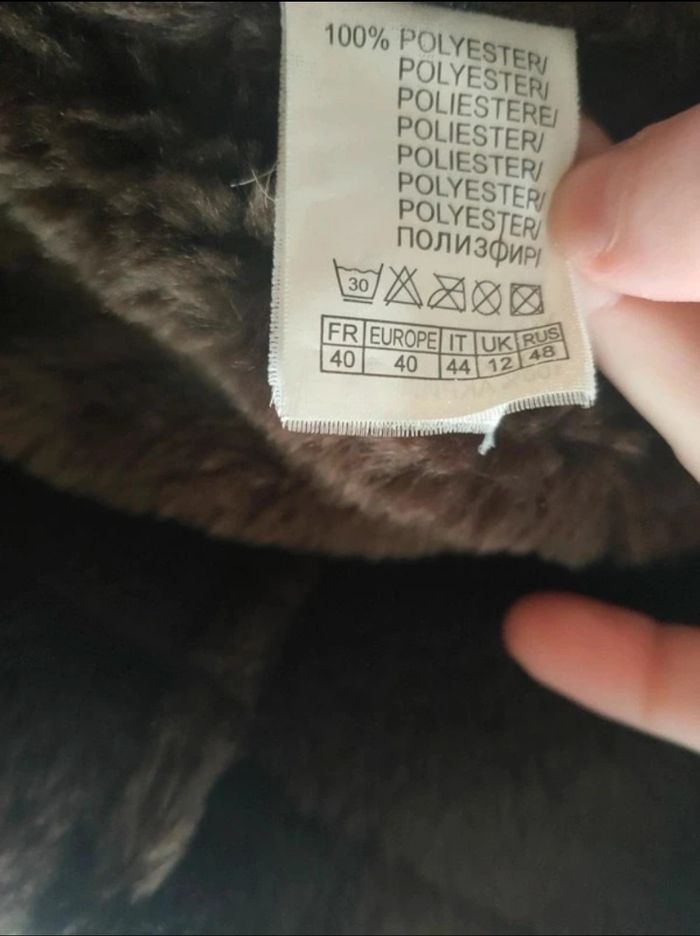 100% POLYESTER/
POLYESTER/
POLIESTERE/
POLIESTER/
POLIESTER/
POLYESTER/
POLYESTER/
ПОЛИЗФИР/
30
FR EUROPE IT UK RUS
40 40 44 12 48